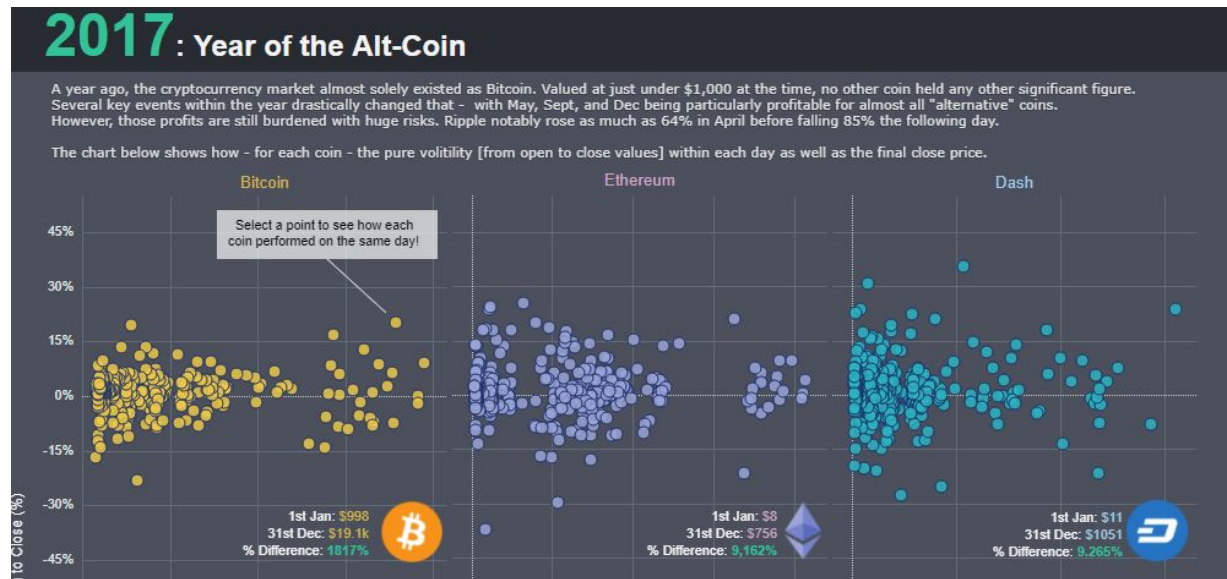 2017: Year of the Alt-Coin
A year ago, the cryptocurrency market almost solely existed as Bitcoin. Valued at just under $1,000 at the time, no other coin held any other significant figure.
Several key events within the year drastically changed that - with May, Sept, and Dec being particularly profitable for almost all "alternative" coins.
However, those profits are still burdened with huge risks. Ripple notably rose as much as 64% in April before falling 85% the following day.
The chart below shows how - for each coin - the pure volitility [from open to close values] within each day as well as the final close price.
Bitcoin
Ethereum
Dash
Select a point to see how each
coin performed on the same day!
45%
30%
15%
0%
-15%
-30%
-45%
to Close (%)
1st Jan: $998
31st Dec: $19.1k
% Difference: 1817%
1st Jan: $8
31st Dec: $756
% Difference: 9,162%
1st Jan: $11
31st Dec: $1051
% Difference: 9.265%